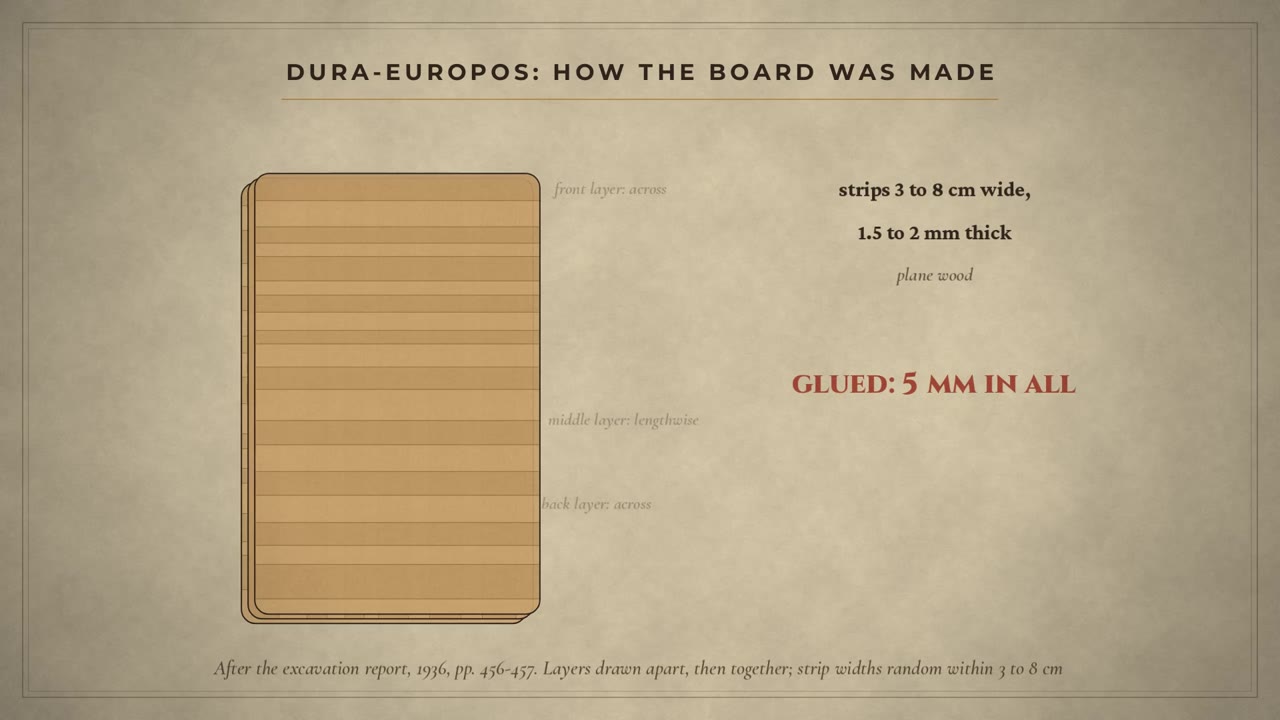 DURA-EUROPOS: HOW THE BOARD WAS MADE
front layer: across
middle layer: lengthwise
back layer: across
strips 3 to 8 cm wide,
1.5 to 2 mm thick
plane wood
GLUED: 5 MM IN ALL
After the excavation report, 1936, pp. 456-457. Layers drawn apart, then together; strip widths random within 3 to 8 cm